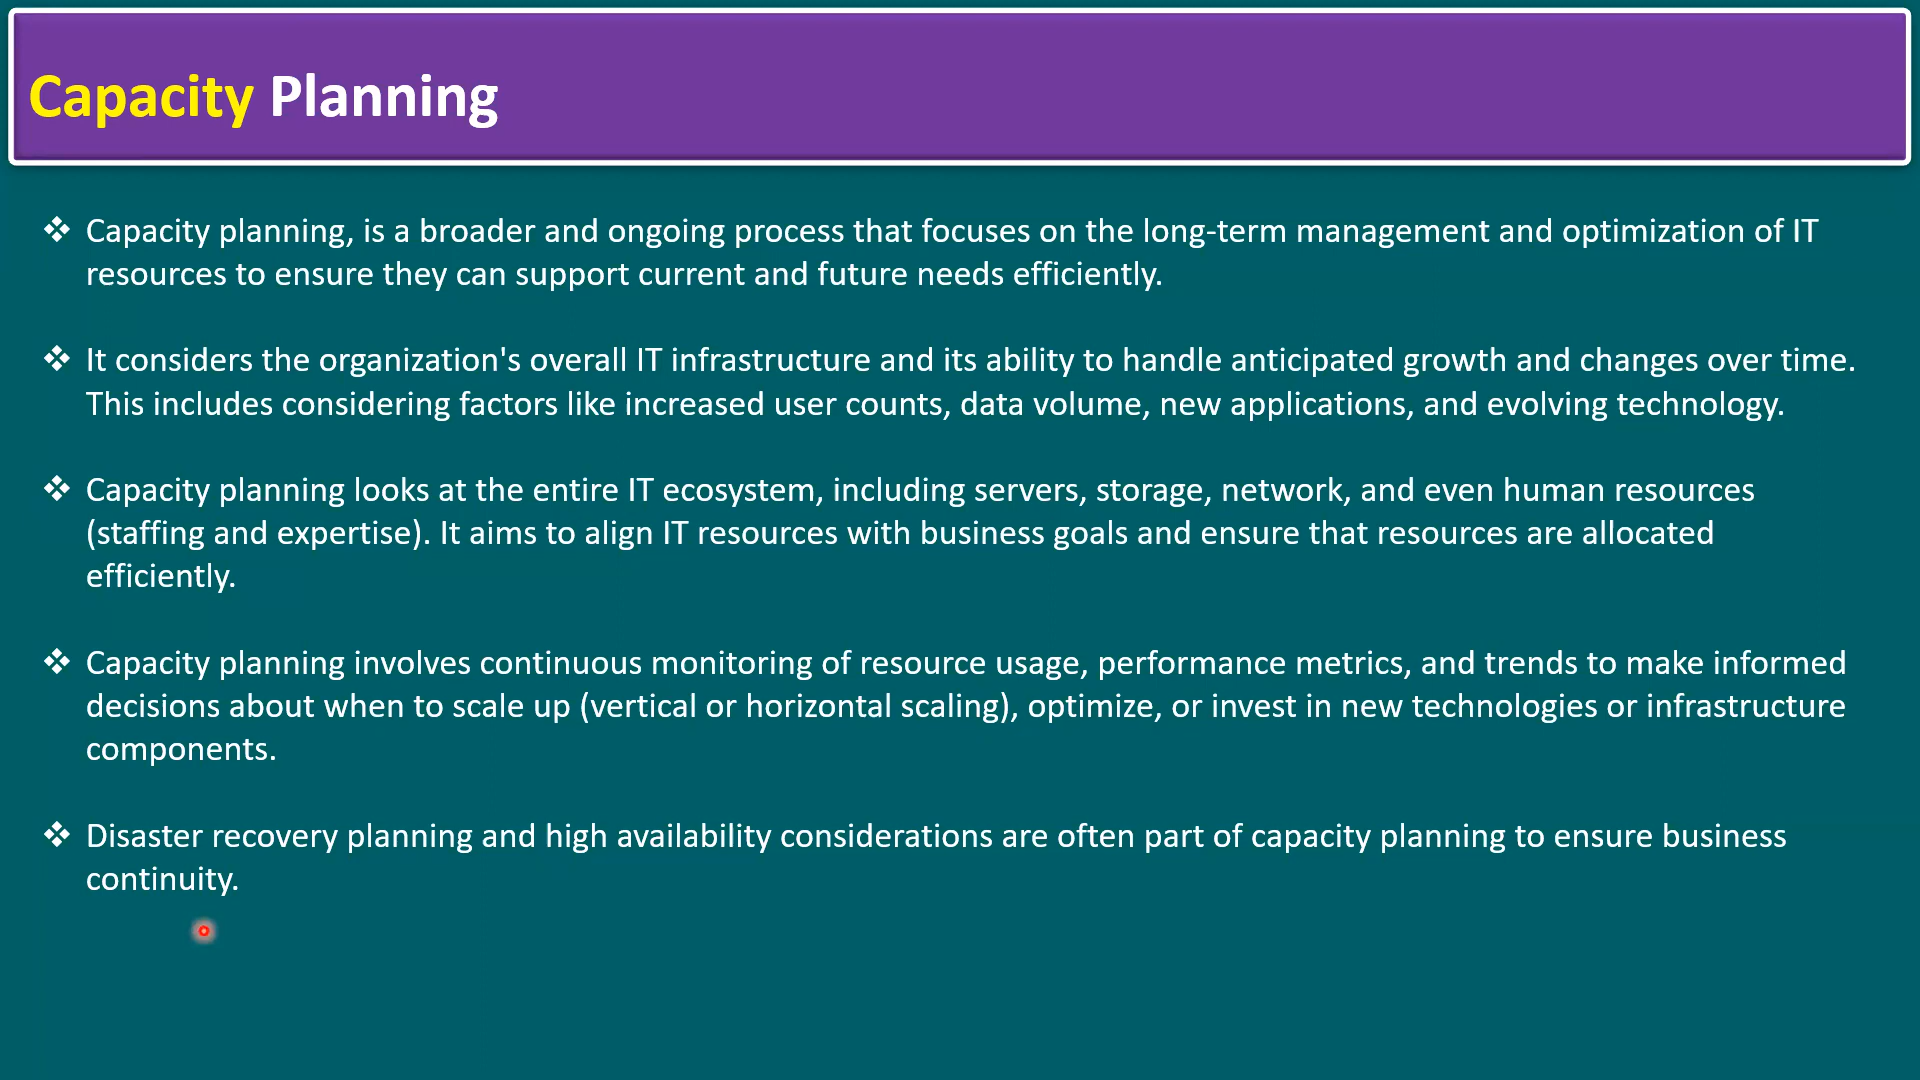 Capacity Planning
❖ Capacity planning, is a broader and ongoing process that focuses on the long-term management and optimization of IT
resources to ensure they can support current and future needs efficiently.
❖ It considers the organization's overall IT infrastructure and its ability to handle anticipated growth and changes over time.
This includes considering factors like increased user counts, data volume, new applications, and evolving technology.
❖ Capacity planning looks at the entire IT ecosystem, including servers, storage, network, and even human resources
(staffing and expertise). It aims to align IT resources with business goals and ensure that resources are allocated
efficiently.
❖ Capacity planning involves continuous monitoring of resource usage, performance metrics, and trends to make informed
decisions about when to scale up (vertical or horizontal scaling), optimize, or invest in new technologies or infrastructure
components.
❖ Disaster recovery planning and high availability considerations are often part of capacity planning to ensure business
continuity.